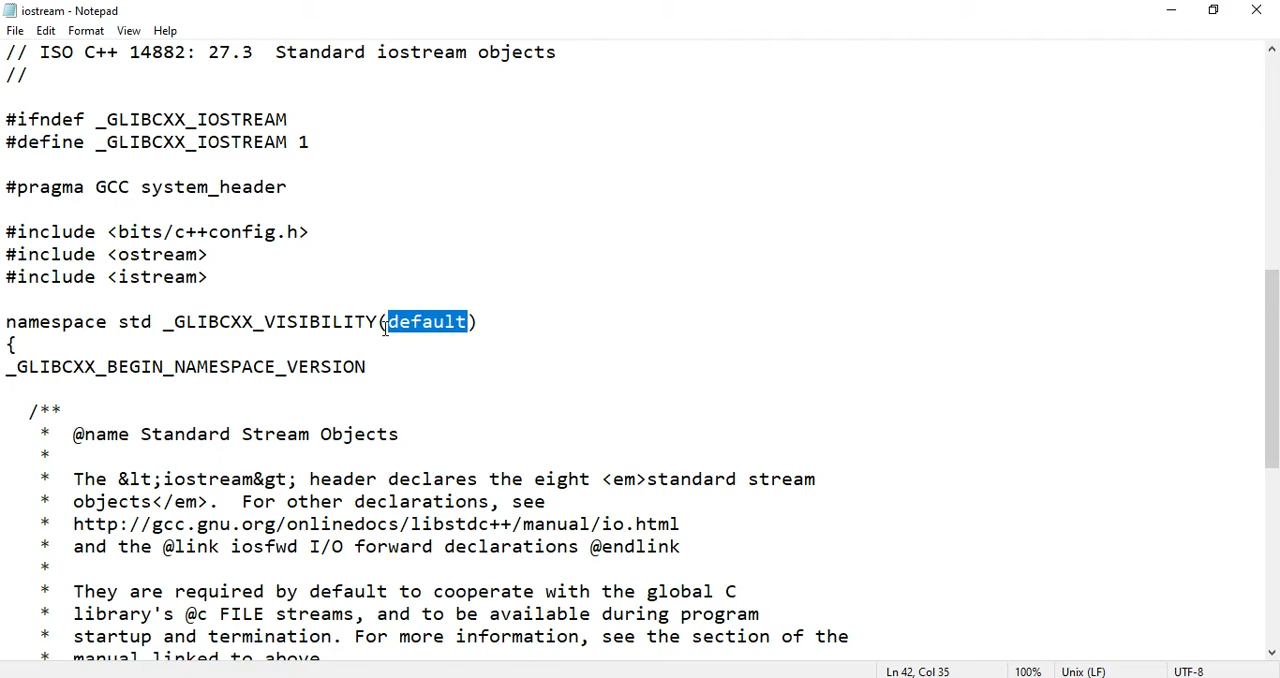 iostream - Notepad
File Edit Format View Help
// ISO C++ 14882: 27.3  Standard iostream objects
//
#ifndef _GLIBCXX_IOSTREAM
#define _GLIBCXX_IOSTREAM 1
#pragma GCC system_header
#include <bits/c++config.h>
#include <ostream>
#include <istream>
namespace std _GLIBCXX_VISIBILITY(default)
{
_GLIBCXX_BEGIN_NAMESPACE_VERSION
  /**
   *  @name Standard Stream Objects
   *
   *  The &lt;iostream&gt; header declares the eight <em>standard stream
   *  objects</em>.  For other declarations, see
   *  http://gcc.gnu.org/onlinedocs/libstdc++/manual/io.html
   *  and the @link iosfwd I/O forward declarations @endlink
   *
   *  They are required by default to cooperate with the global C
   *  library's @c FILE streams, and to be available during program
   *  startup and termination. For more information, see the section of the
   *  manual linked to above.
Ln 42, Col 35 100% Unix (LF) UTF-8